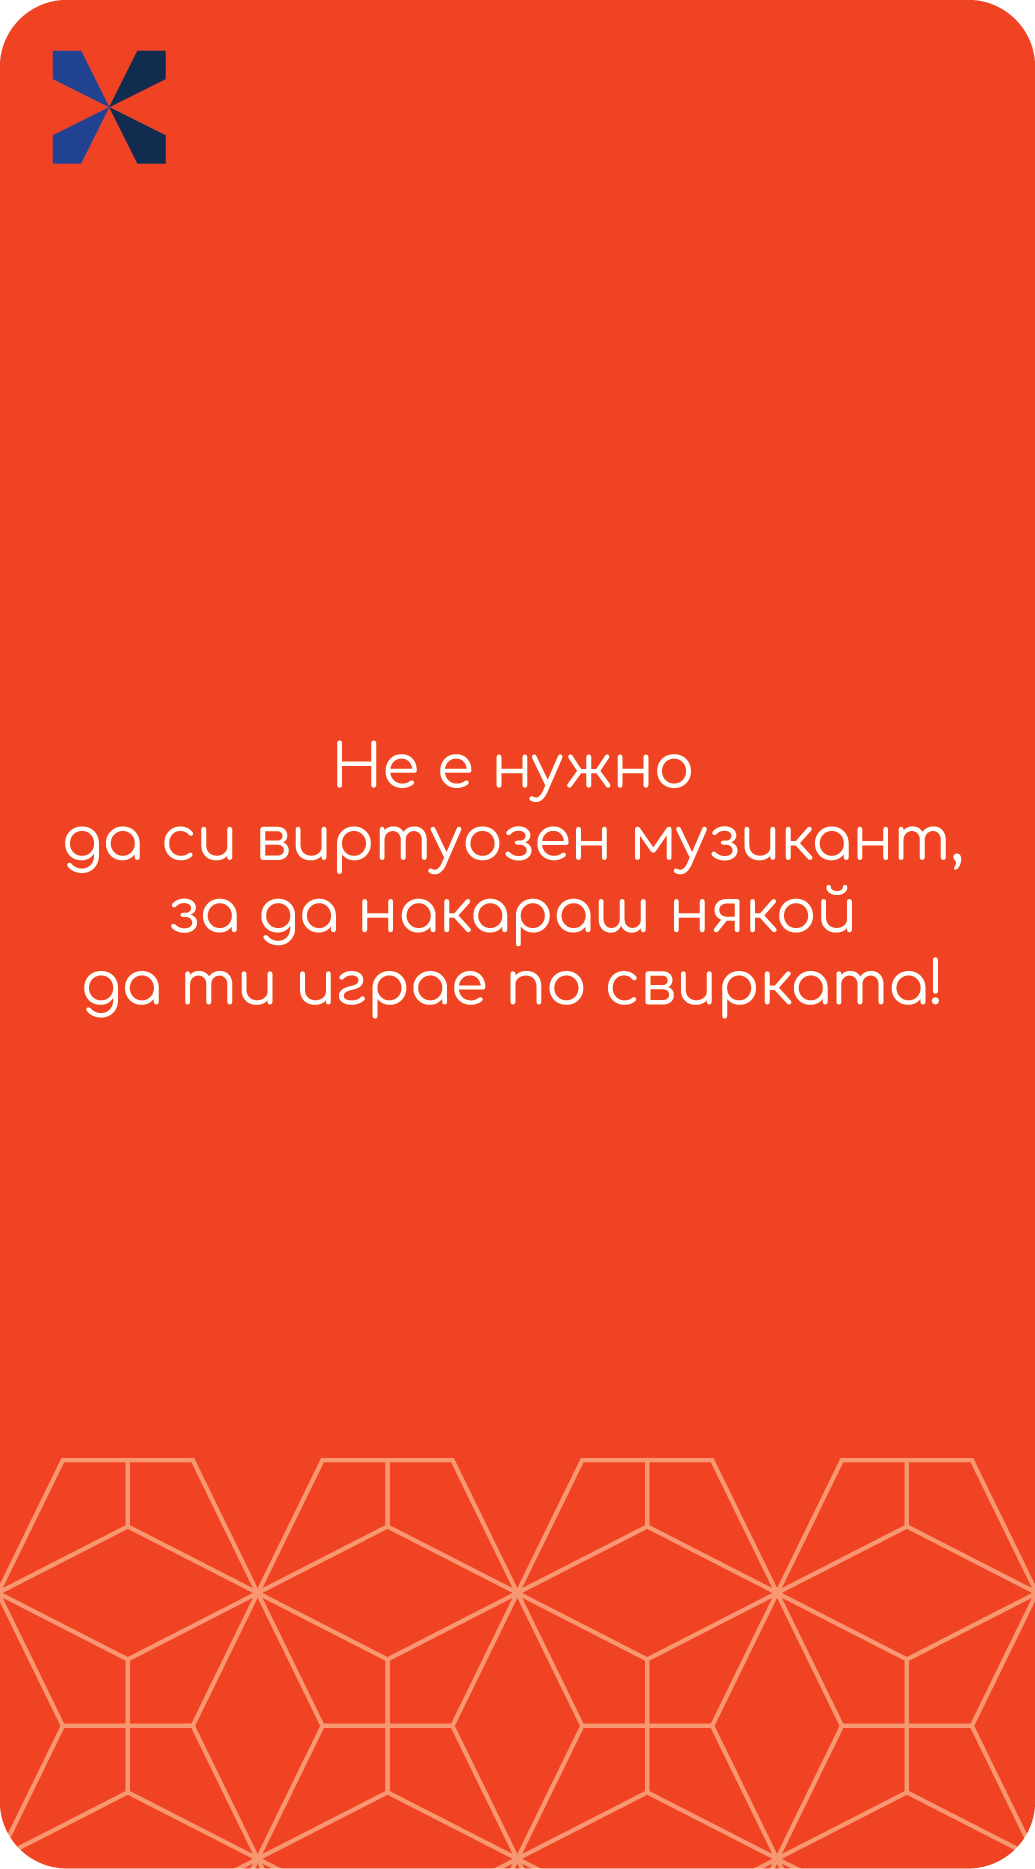 Не е нужно
да си виртуозен музикант,
за да накараш някой
да ти играе по свирката!